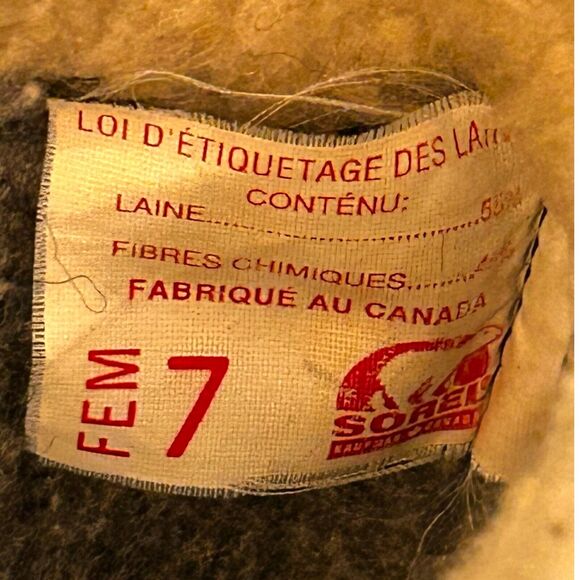 LOI D'ÉTIQUETAGE DES
CONTÉNU:
LAINE
FIBRES CHIMIQUES
FABRIQUÉ AU CANADA
FEM 7
SOREL